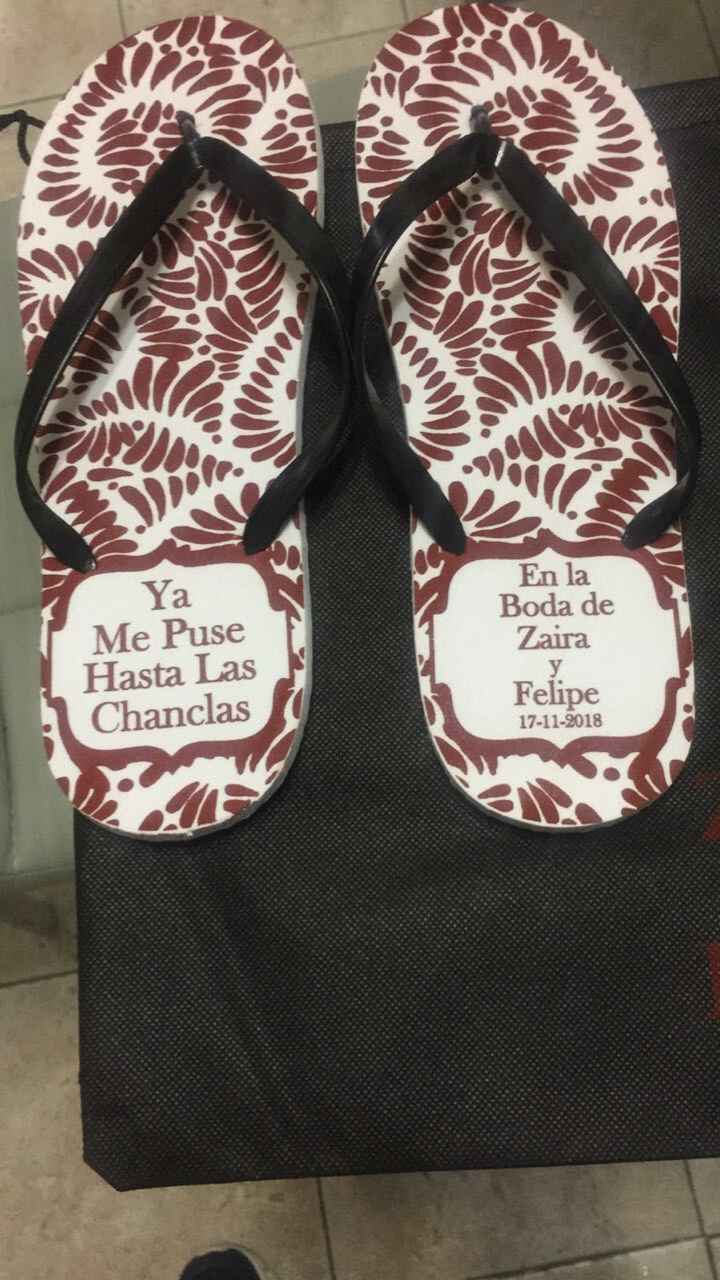 Ya
Me Puse
Hasta Las
Chanclas
En la
Boda de
Zaira
y
Felipe
17-11-2018